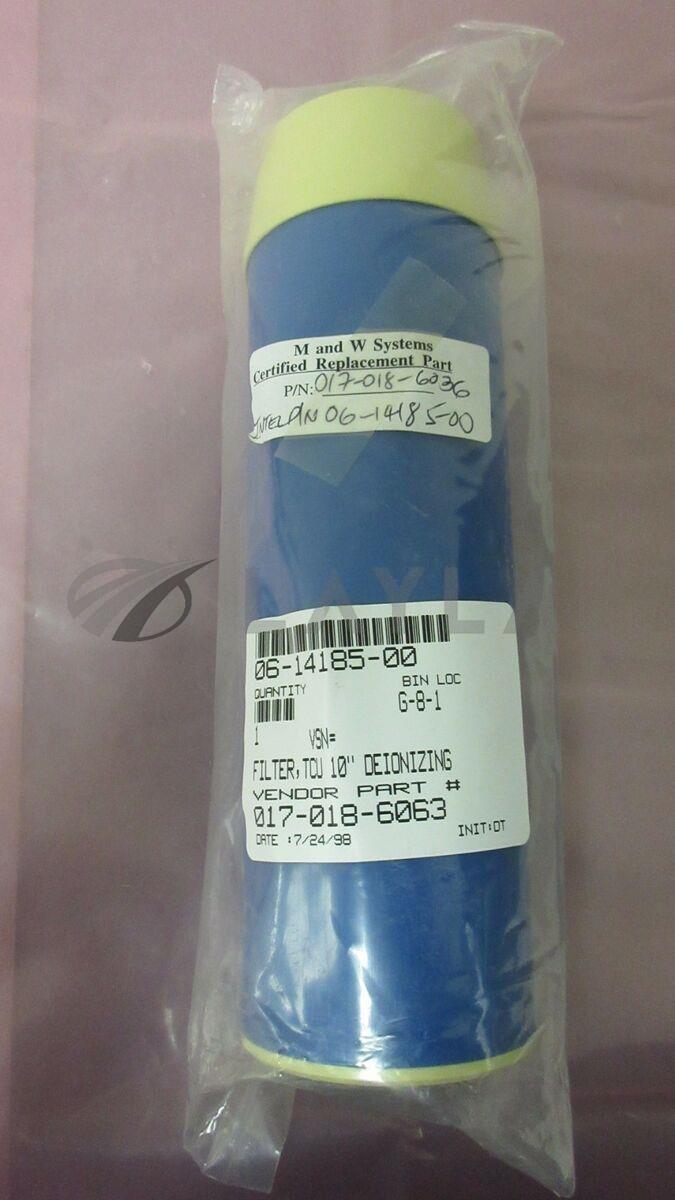 M and W Systems
Certified Replacement Part
P/N: 017-018-6036
INTEL P/N 06-14185-00
06-14185-00
QUANTITY BIN LOC
G-8-1
1 VSN=
FILTER,TCU 10" DEIONIZING
VENDOR PART #
017-018-6063
DATE :7/24/98 INIT:DT